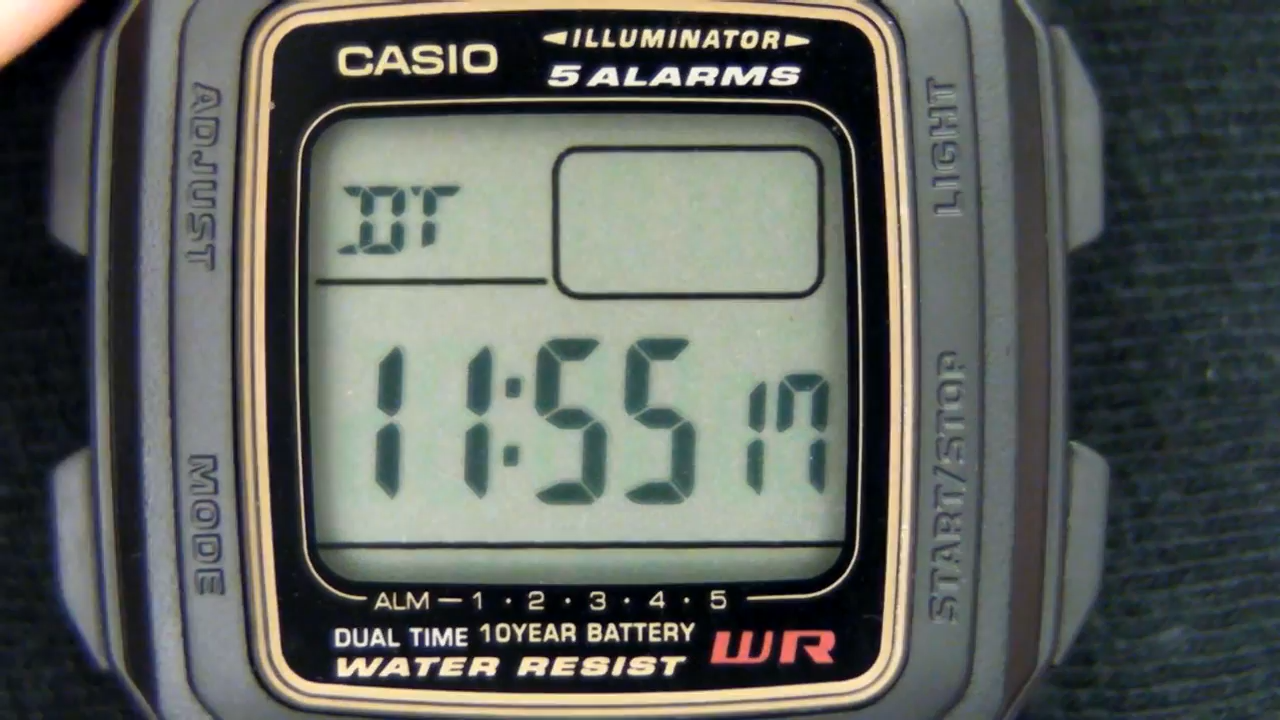 CASIO
ILLUMINATOR
5 ALARMS
ADJUST
LIGHT
DT
11:55 17
MODE
START/STOP
ALM — 1 · 2 · 3 · 4 · 5
DUAL TIME 10YEAR BATTERY
WATER RESIST WR